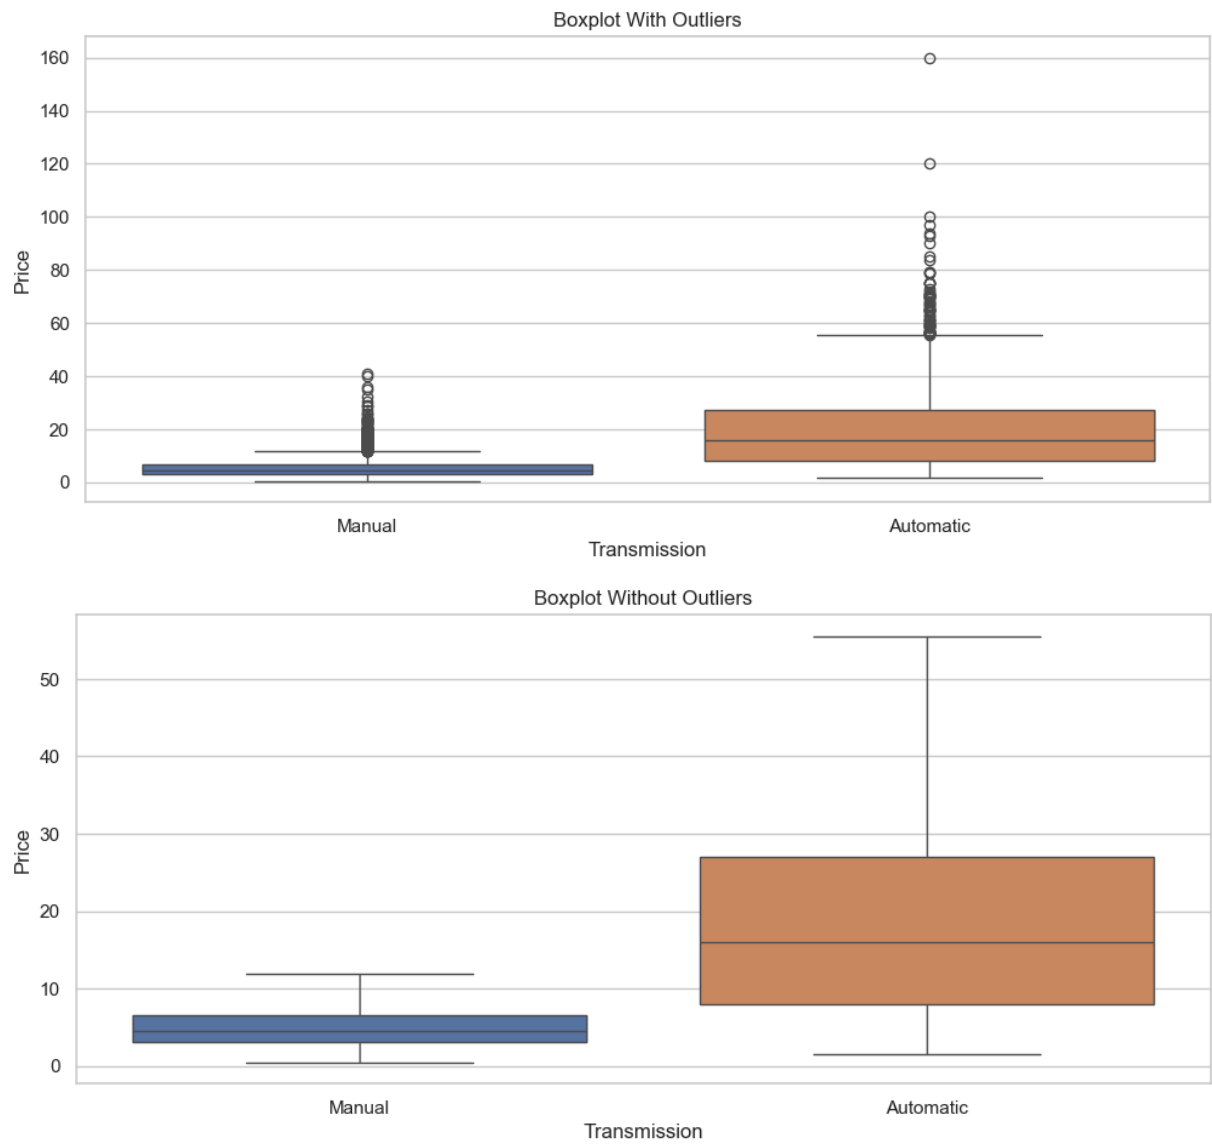 Boxplot With Outliers
160
140
120
100
80
60
40
20
0
Price
Manual
Automatic
Transmission
Boxplot Without Outliers
50
40
30
20
10
0
Price
Manual
Automatic
Transmission